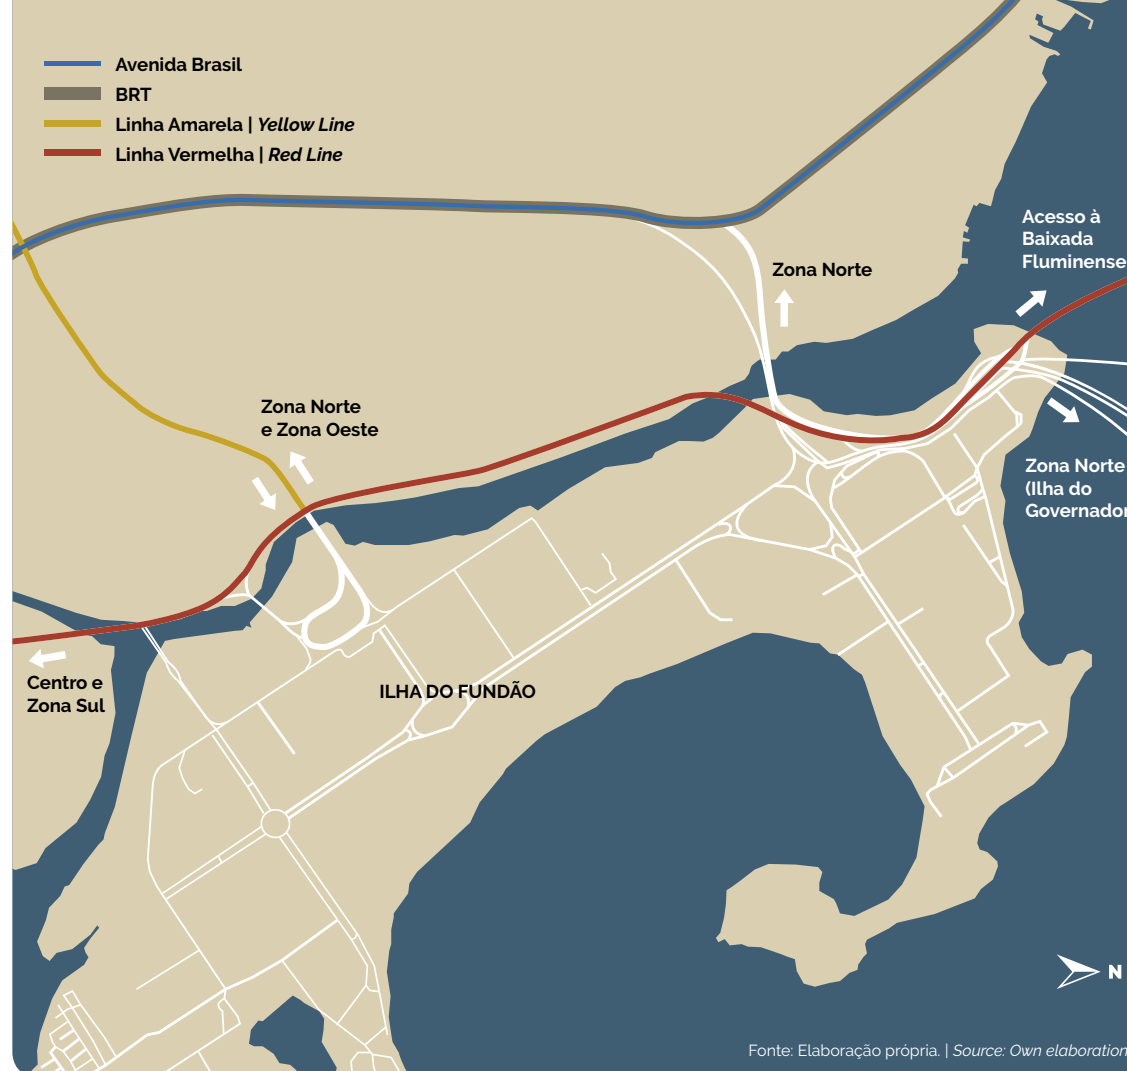 Avenida Brasil
BRT
Linha Amarela | Yellow Line
Linha Vermelha | Red Line
Acesso à
Baixada
Fluminense
Zona Norte
Zona Norte
e Zona Oeste
Zona Norte
(Ilha do
Governador
Centro e
Zona Sul
ILHA DO FUNDÃO
N
Fonte: Elaboração própria. | Source: Own elaboration